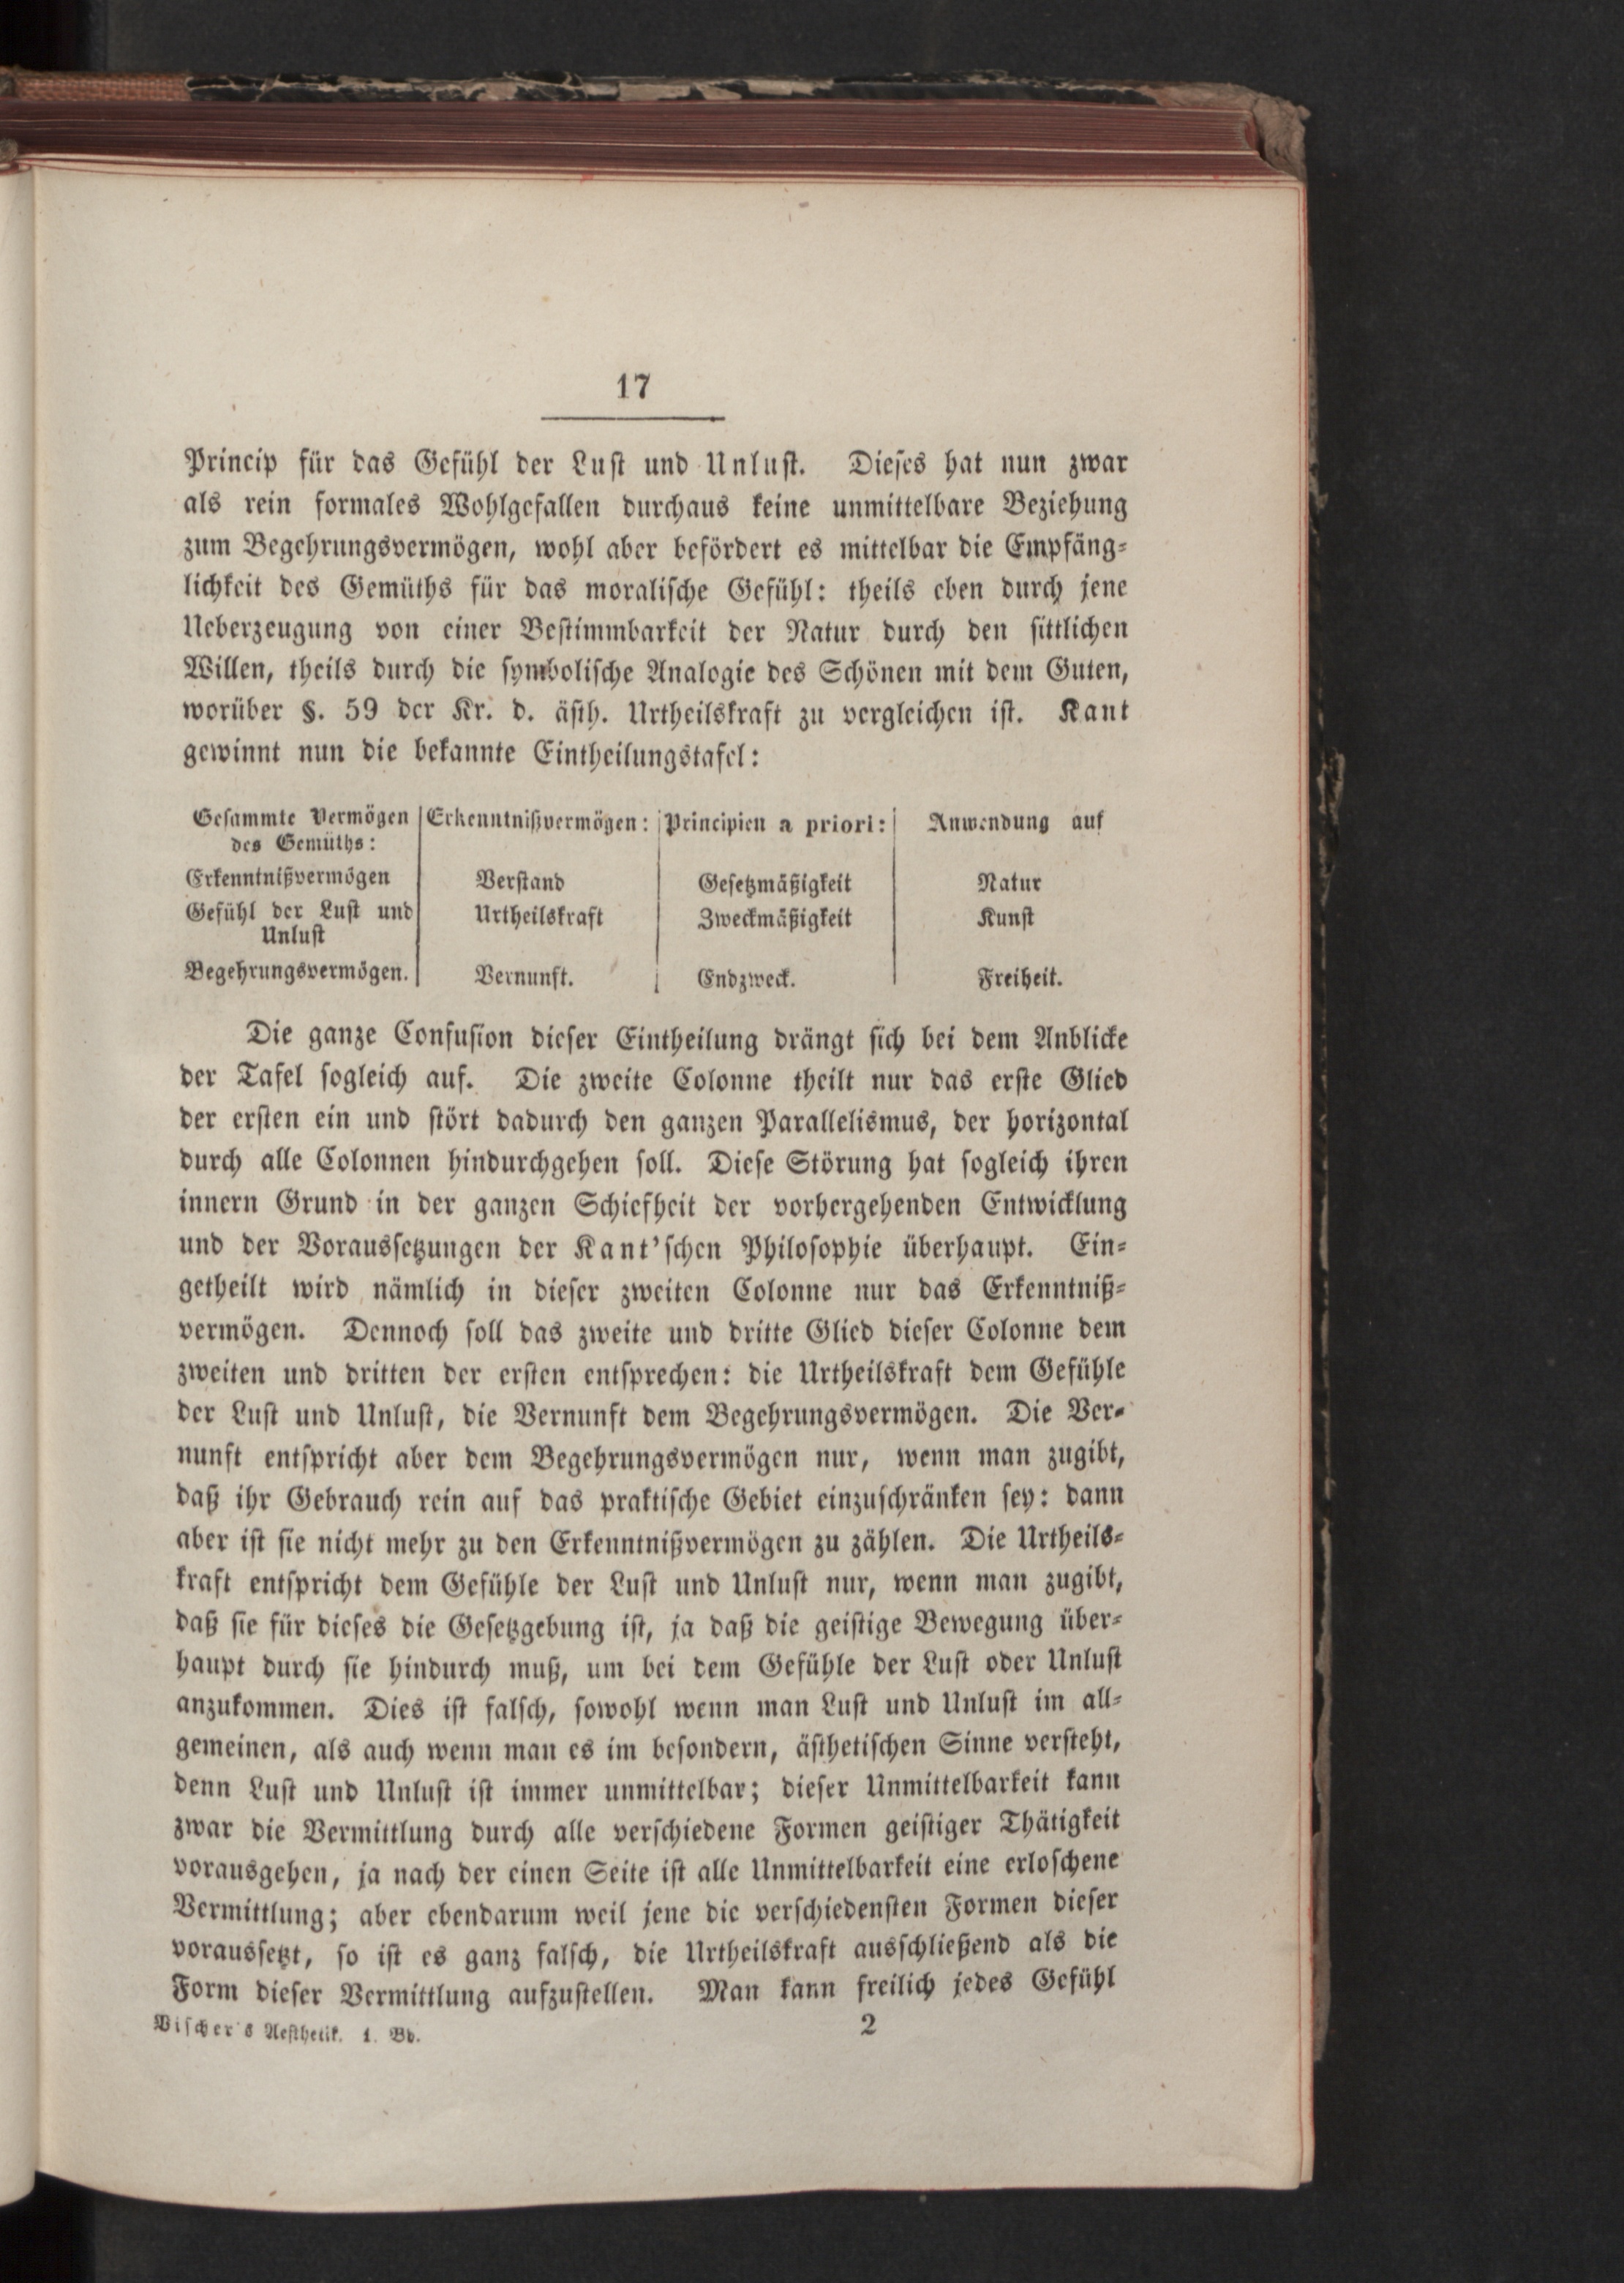 17
Princip für das Gefühl der Lust und Unlust. Dieses hat nun zwar
als rein formales Wohlgefallen durchaus keine unmittelbare Beziehung
zum Begehrungsvermögen, wohl aber befördert es mittelbar die Empfäng-
lichkeit des Gemüths für das moralische Gefühl: theils eben durch jene
Ueberzeugung von einer Bestimmbarkeit der Natur durch den sittlichen
Willen, theils durch die symbolische Analogie des Schönen mit dem Guten,
worüber §. 59 der Kr. d. ästh. Urtheilskraft zu vergleichen ist. Kant
gewinnt nun die bekannte Eintheilungstafel:
Gesammte Vermögen des Gemüths: Erkenntnißvermögen: Principien a priori: Anwendung auf
Erkenntnißvermögen Verstand Gesetzmäßigkeit Natur
Gefühl der Lust und Unlust Urtheilskraft Zweckmäßigkeit Kunst
Begehrungsvermögen. Vernunft. Endzweck. Freiheit.
Die ganze Confusion dieser Eintheilung drängt sich bei dem Anblicke
der Tafel sogleich auf. Die zweite Colonne theilt nur das erste Glied
der ersten ein und stört dadurch den ganzen Parallelismus, der horizontal
durch alle Colonnen hindurchgehen soll. Diese Störung hat sogleich ihren
innern Grund in der ganzen Schiefheit der vorhergehenden Entwicklung
und der Voraussetzungen der Kant'schen Philosophie überhaupt. Ein-
getheilt wird nämlich in dieser zweiten Colonne nur das Erkenntniß-
vermögen. Dennoch soll das zweite und dritte Glied dieser Colonne dem
zweiten und dritten der ersten entsprechen: die Urtheilskraft dem Gefühle
der Lust und Unlust, die Vernunft dem Begehrungsvermögen. Die Ver-
nunft entspricht aber dem Begehrungsvermögen nur, wenn man zugibt,
daß ihr Gebrauch rein auf das praktische Gebiet einzuschränken sey: dann
aber ist sie nicht mehr zu den Erkenntnißvermögen zu zählen. Die Urtheils-
kraft entspricht dem Gefühle der Lust und Unlust nur, wenn man zugibt,
daß sie für dieses die Gesetzgebung ist, ja daß die geistige Bewegung über-
haupt durch sie hindurch muß, um bei dem Gefühle der Lust oder Unlust
anzukommen. Dies ist falsch, sowohl wenn man Lust und Unlust im all-
gemeinen, als auch wenn man es im besondern, ästhetischen Sinne versteht,
denn Lust und Unlust ist immer unmittelbar; dieser Unmittelbarkeit kann
zwar die Vermittlung durch alle verschiedene Formen geistiger Thätigkeit
vorausgehen, ja nach der einen Seite ist alle Unmittelbarkeit eine erloschene
Vermittlung; aber ebendarum weil jene die verschiedensten Formen dieser
voraussetzt, so ist es ganz falsch, die Urtheilskraft ausschließend als die
Form dieser Vermittlung aufzustellen. Man kann freilich jedes Gefühl
Vischer's Aesthetik. 1. Bd. 2